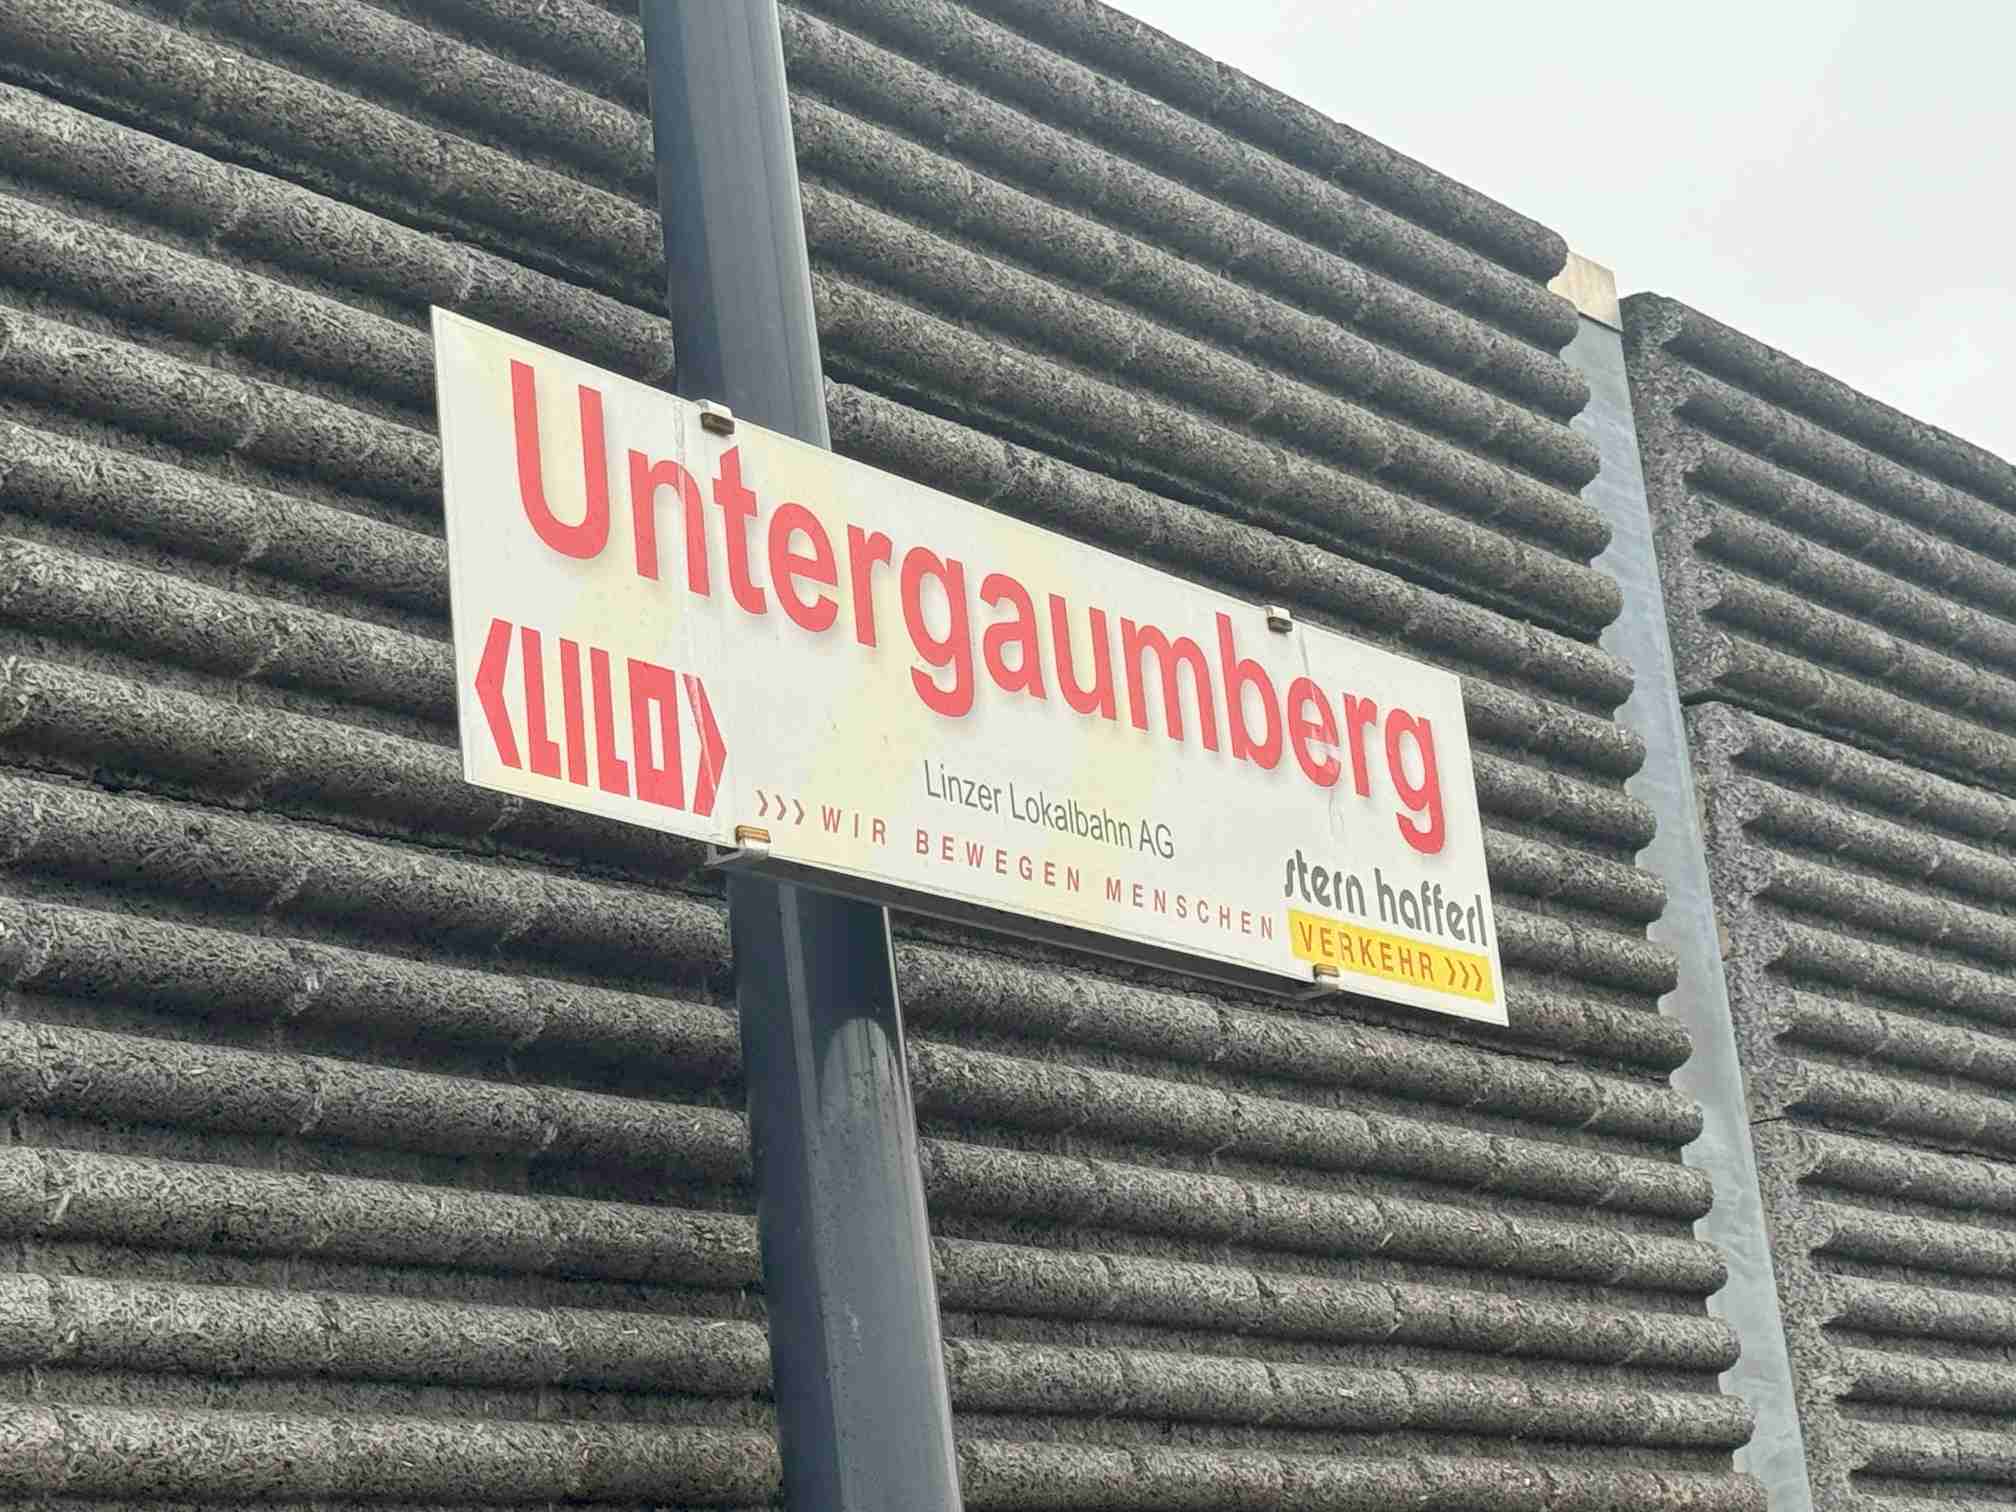 Untergaumberg
LILO
Linzer Lokalbahn AG
››› WIR BEWEGEN MENSCHEN
stern hafferl
VERKEHR ›››